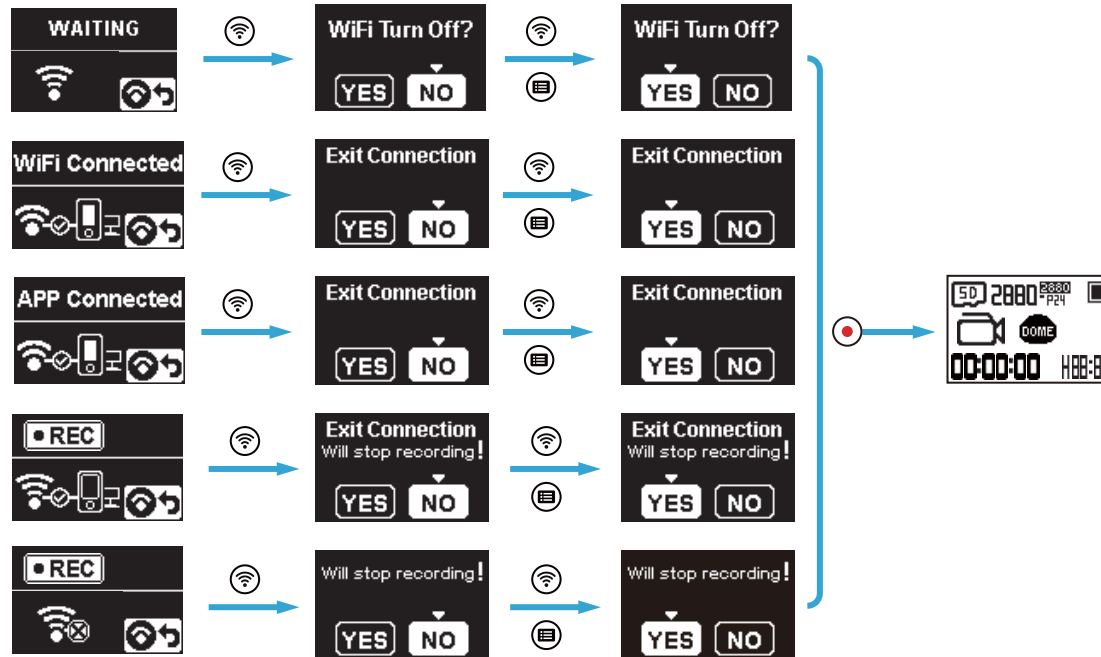 WAITING
WiFi Turn Off?
YES NO
WiFi Turn Off?
YES NO
WiFi Connected
Exit Connection
YES NO
Exit Connection
YES NO
APP Connected
Exit Connection
YES NO
Exit Connection
YES NO
SD 2880 2880 P24
DOME
00:00:00
REC
Exit Connection
Will stop recording!
YES NO
Exit Connection
Will stop recording!
YES NO
REC
Will stop recording!
YES NO
Will stop recording!
YES NO